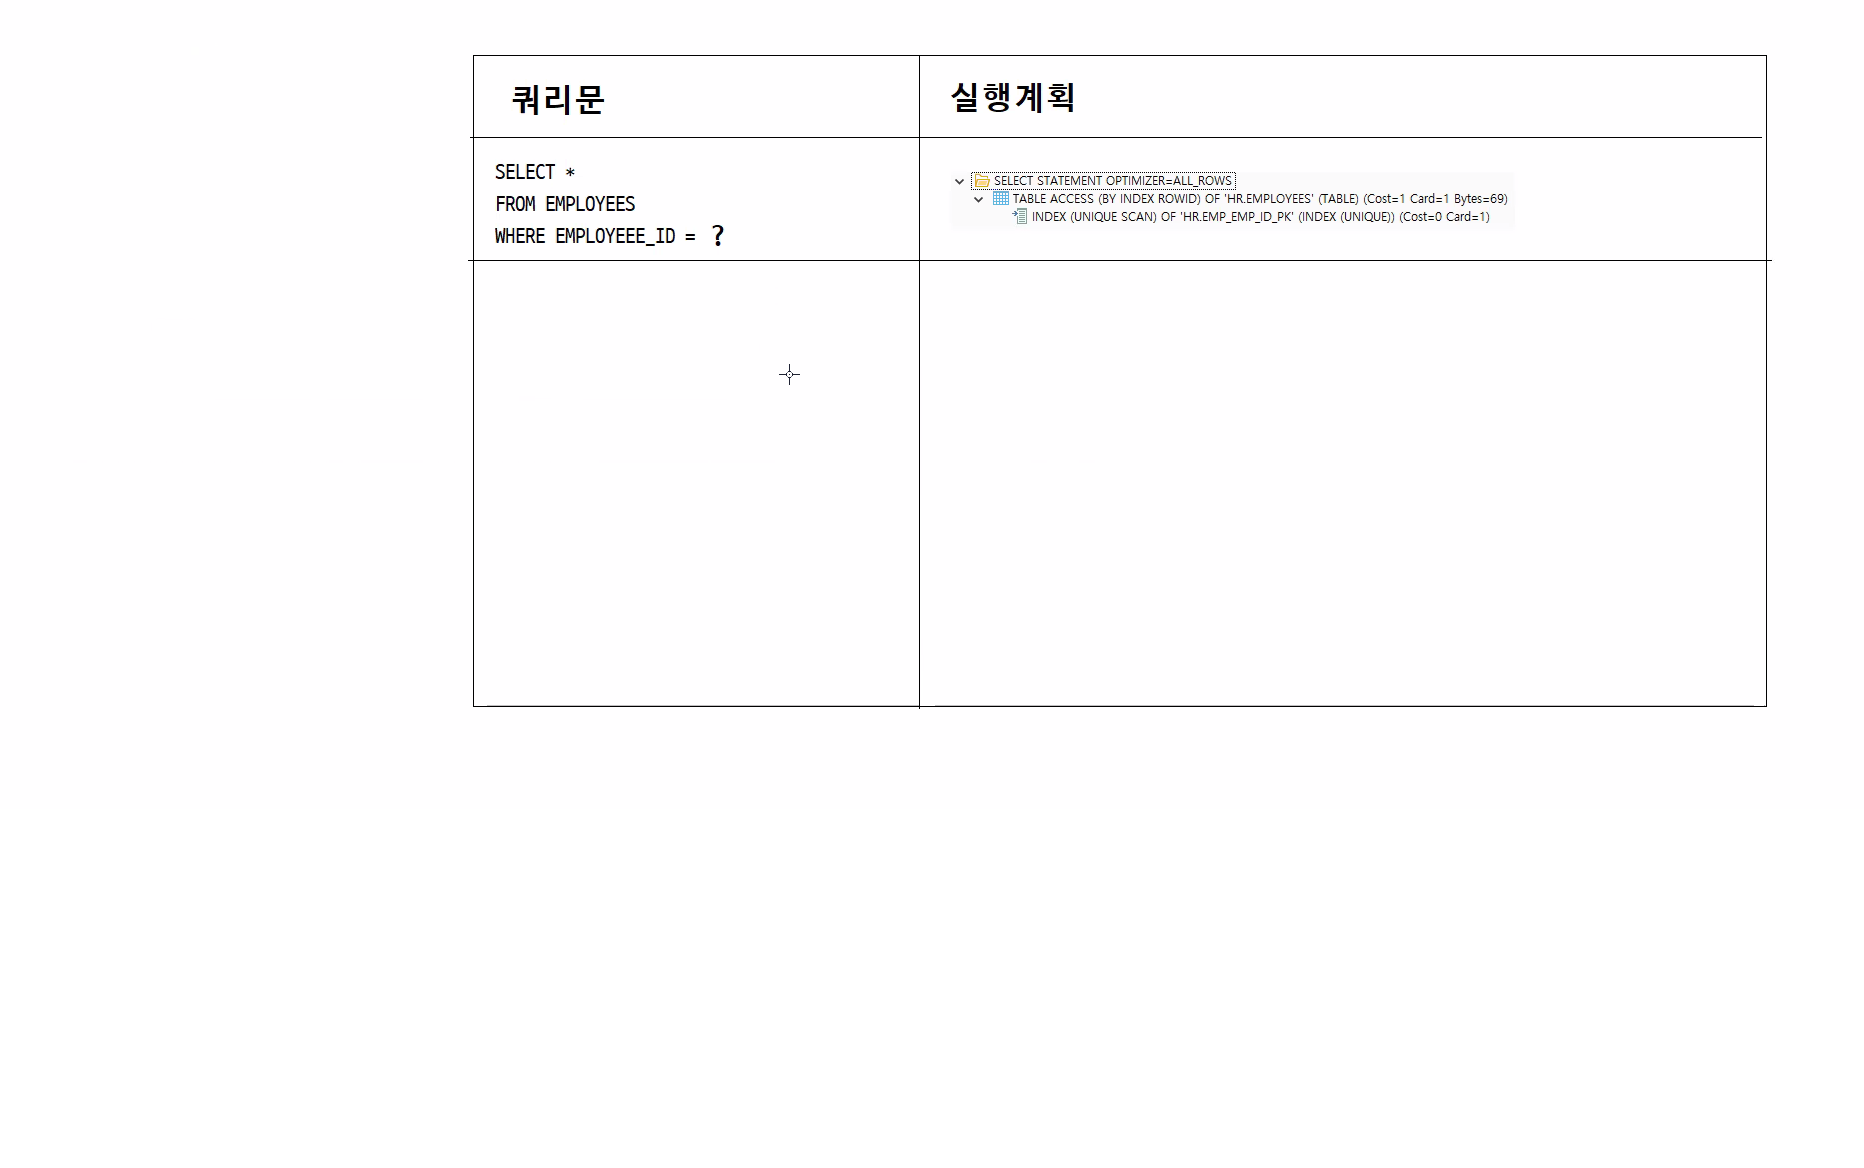 쿼리문
실행계획
SELECT *
FROM EMPLOYEES
WHERE EMPLOYEEE_ID = ?
SELECT STATEMENT OPTIMIZER=ALL_ROWS
TABLE ACCESS (BY INDEX ROWID) OF 'HR.EMPLOYEES' (TABLE) (Cost=1 Card=1 Bytes=69)
INDEX (UNIQUE SCAN) OF 'HR.EMP_EMP_ID_PK' (INDEX (UNIQUE)) (Cost=0 Card=1)